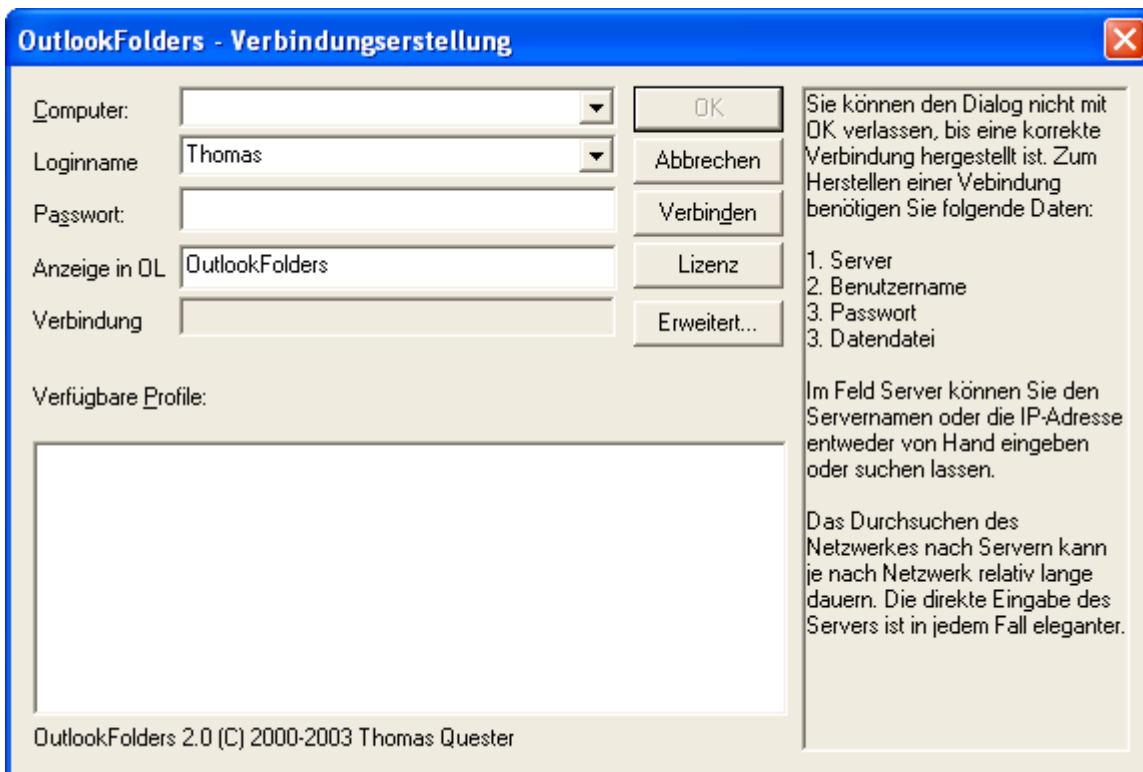 OutlookFolders - Verbindungserstellung
Computer:
OK
Loginname
Thomas
Abbrechen
Passwort:
Verbinden
Anzeige in OL
OutlookFolders
Lizenz
Verbindung
Erweitert...
Verfügbare Profile:
OutlookFolders 2.0 (C) 2000-2003 Thomas Quester
Sie können den Dialog nicht mit
OK verlassen, bis eine korrekte
Verbindung hergestellt ist. Zum
Herstellen einer Vebindung
benötigen Sie folgende Daten:
1. Server
2. Benutzername
3. Passwort
3. Datendatei
Im Feld Server können Sie den
Servernamen oder die IP-Adresse
entweder von Hand eingeben
oder suchen lassen.
Das Durchsuchen des
Netzwerkes nach Servern kann
je nach Netzwerk relativ lange
dauern. Die direkte Eingabe des
Servers ist in jedem Fall eleganter.